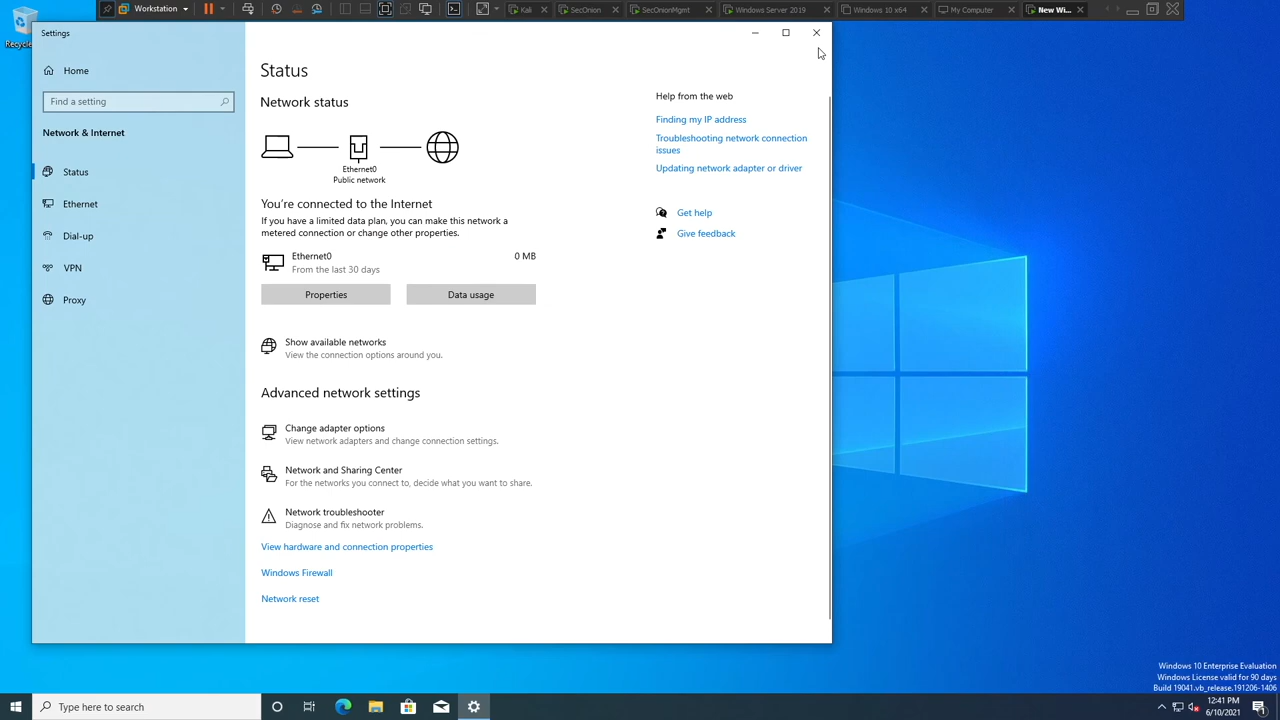 Workstation
Kali
SecOnion
SecOnionMgmt
Windows Server 2019
Windows 10 x64
My Computer
New Wi...
Recycle
Settings
Home
Find a setting
Network & Internet
Status
Ethernet
Dial-up
VPN
Proxy
Status
Network status
Ethernet0
Public network
You're connected to the Internet
If you have a limited data plan, you can make this network a
metered connection or change other properties.
Ethernet0
0 MB
From the last 30 days
Properties
Data usage
Show available networks
View the connection options around you.
Advanced network settings
Change adapter options
View network adapters and change connection settings.
Network and Sharing Center
For the networks you connect to, decide what you want to share.
Network troubleshooter
Diagnose and fix network problems.
View hardware and connection properties
Windows Firewall
Network reset
Help from the web
Finding my IP address
Troubleshooting network connection
issues
Updating network adapter or driver
Get help
Give feedback
Windows 10 Enterprise Evaluation
Windows License valid for 90 days
Build 19041.vb_release.191206-1406
Type here to search
12:41 PM
6/10/2021
1